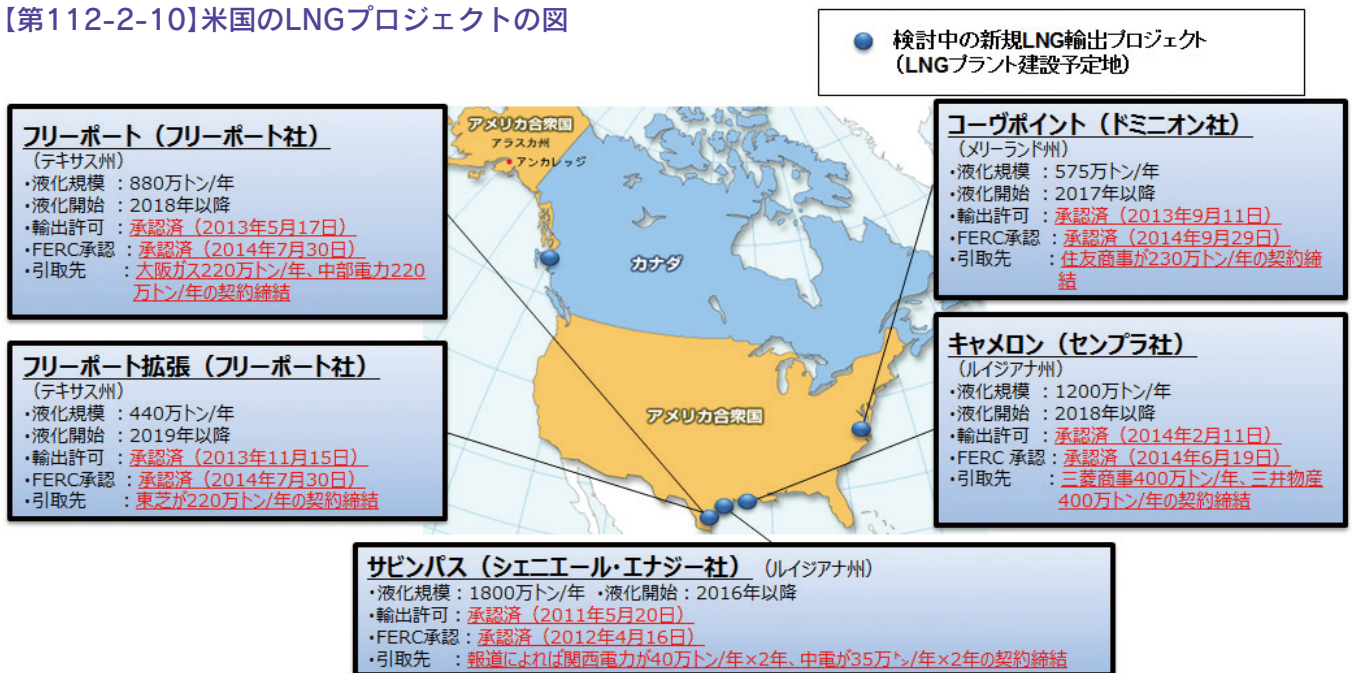 【第112-2-10】米国のLNGプロジェクトの図
検討中の新規LNG輸出プロジェクト
（LNGプラント建設予定地）
フリーポート（フリーポート社）
（テキサス州）
・液化規模 ：880万トン/年
・液化開始 ：2018年以降
・輸出許可 ：承認済（2013年5月17日）
・FERC承認 ：承認済（2014年7月30日）
・引取先 ：大阪ガス220万トン/年、中部電力220
万トン/年の契約締結
フリーポート拡張（フリーポート社）
（テキサス州）
・液化規模 ：440万トン/年
・液化開始 ：2019年以降
・輸出許可 ：承認済（2013年11月15日）
・FERC承認 ：承認済（2014年7月30日）
・引取先 ：東芝が220万トン/年の契約締結
アメリカ合衆国
アラスカ州
アンカレッジ
カナダ
アメリカ合衆国
コーヴポイント（ドミニオン社）
（メリーランド州）
・液化規模 ：575万トン/年
・液化開始 ：2017年以降
・輸出許可 ：承認済（2013年9月11日）
・FERC承認 ：承認済（2014年9月29日）
・引取先 ：住友商事が230万トン/年の契約締
結
キャメロン（センプラ社）
（ルイジアナ州）
・液化規模 ：1200万トン/年
・液化開始 ：2018年以降
・輸出許可 ：承認済（2014年2月11日）
・FERC 承認：承認済（2014年6月19日）
・引取先 ：三菱商事400万トン/年、三井物産
400万トン/年の契約締結
サビンパス（シェニエール・エナジー社）（ルイジアナ州）
・液化規模：1800万トン/年 ・液化開始：2016年以降
・輸出許可：承認済（2011年5月20日）
・FERC承認：承認済（2012年4月16日）
・引取先 ：報道によれば関西電力が40万トン/年×2年、中電が35万㌧/年×2年の契約締結